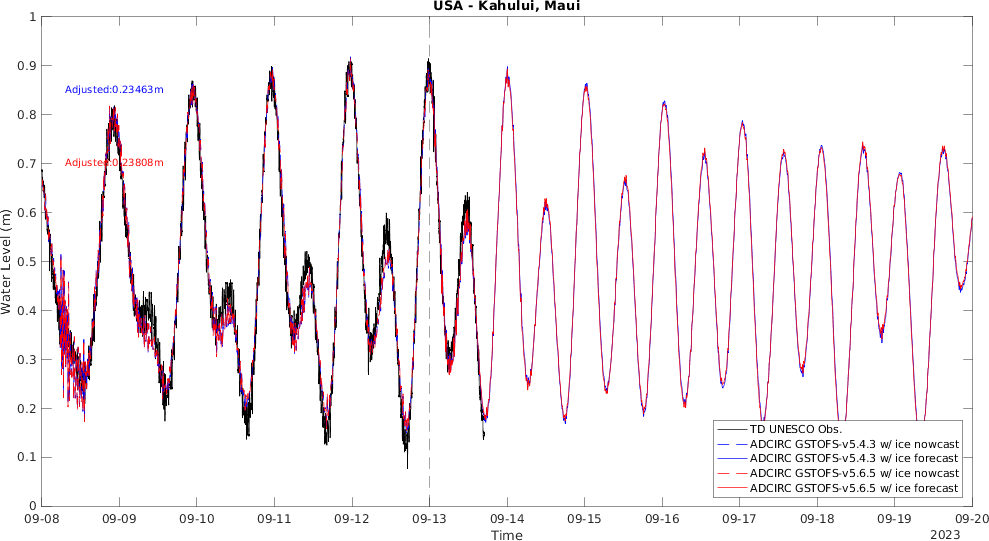 USA - Kahului, Maui
1
0.9
0.8
0.7
0.6
0.5
0.4
0.3
0.2
0.1
0
Water Level (m)
Adjusted:0.23463m
Adjusted:0.23808m
TD UNESCO Obs.
ADCIRC GSTOFS-v5.4.3 w/ ice nowcast
ADCIRC GSTOFS-v5.4.3 w/ ice forecast
ADCIRC GSTOFS-v5.6.5 w/ ice nowcast
ADCIRC GSTOFS-v5.6.5 w/ ice forecast
09-08 09-09 09-10 09-11 09-12 09-13 09-14 09-15 09-16 09-17 09-18 09-19 09-20
Time
2023